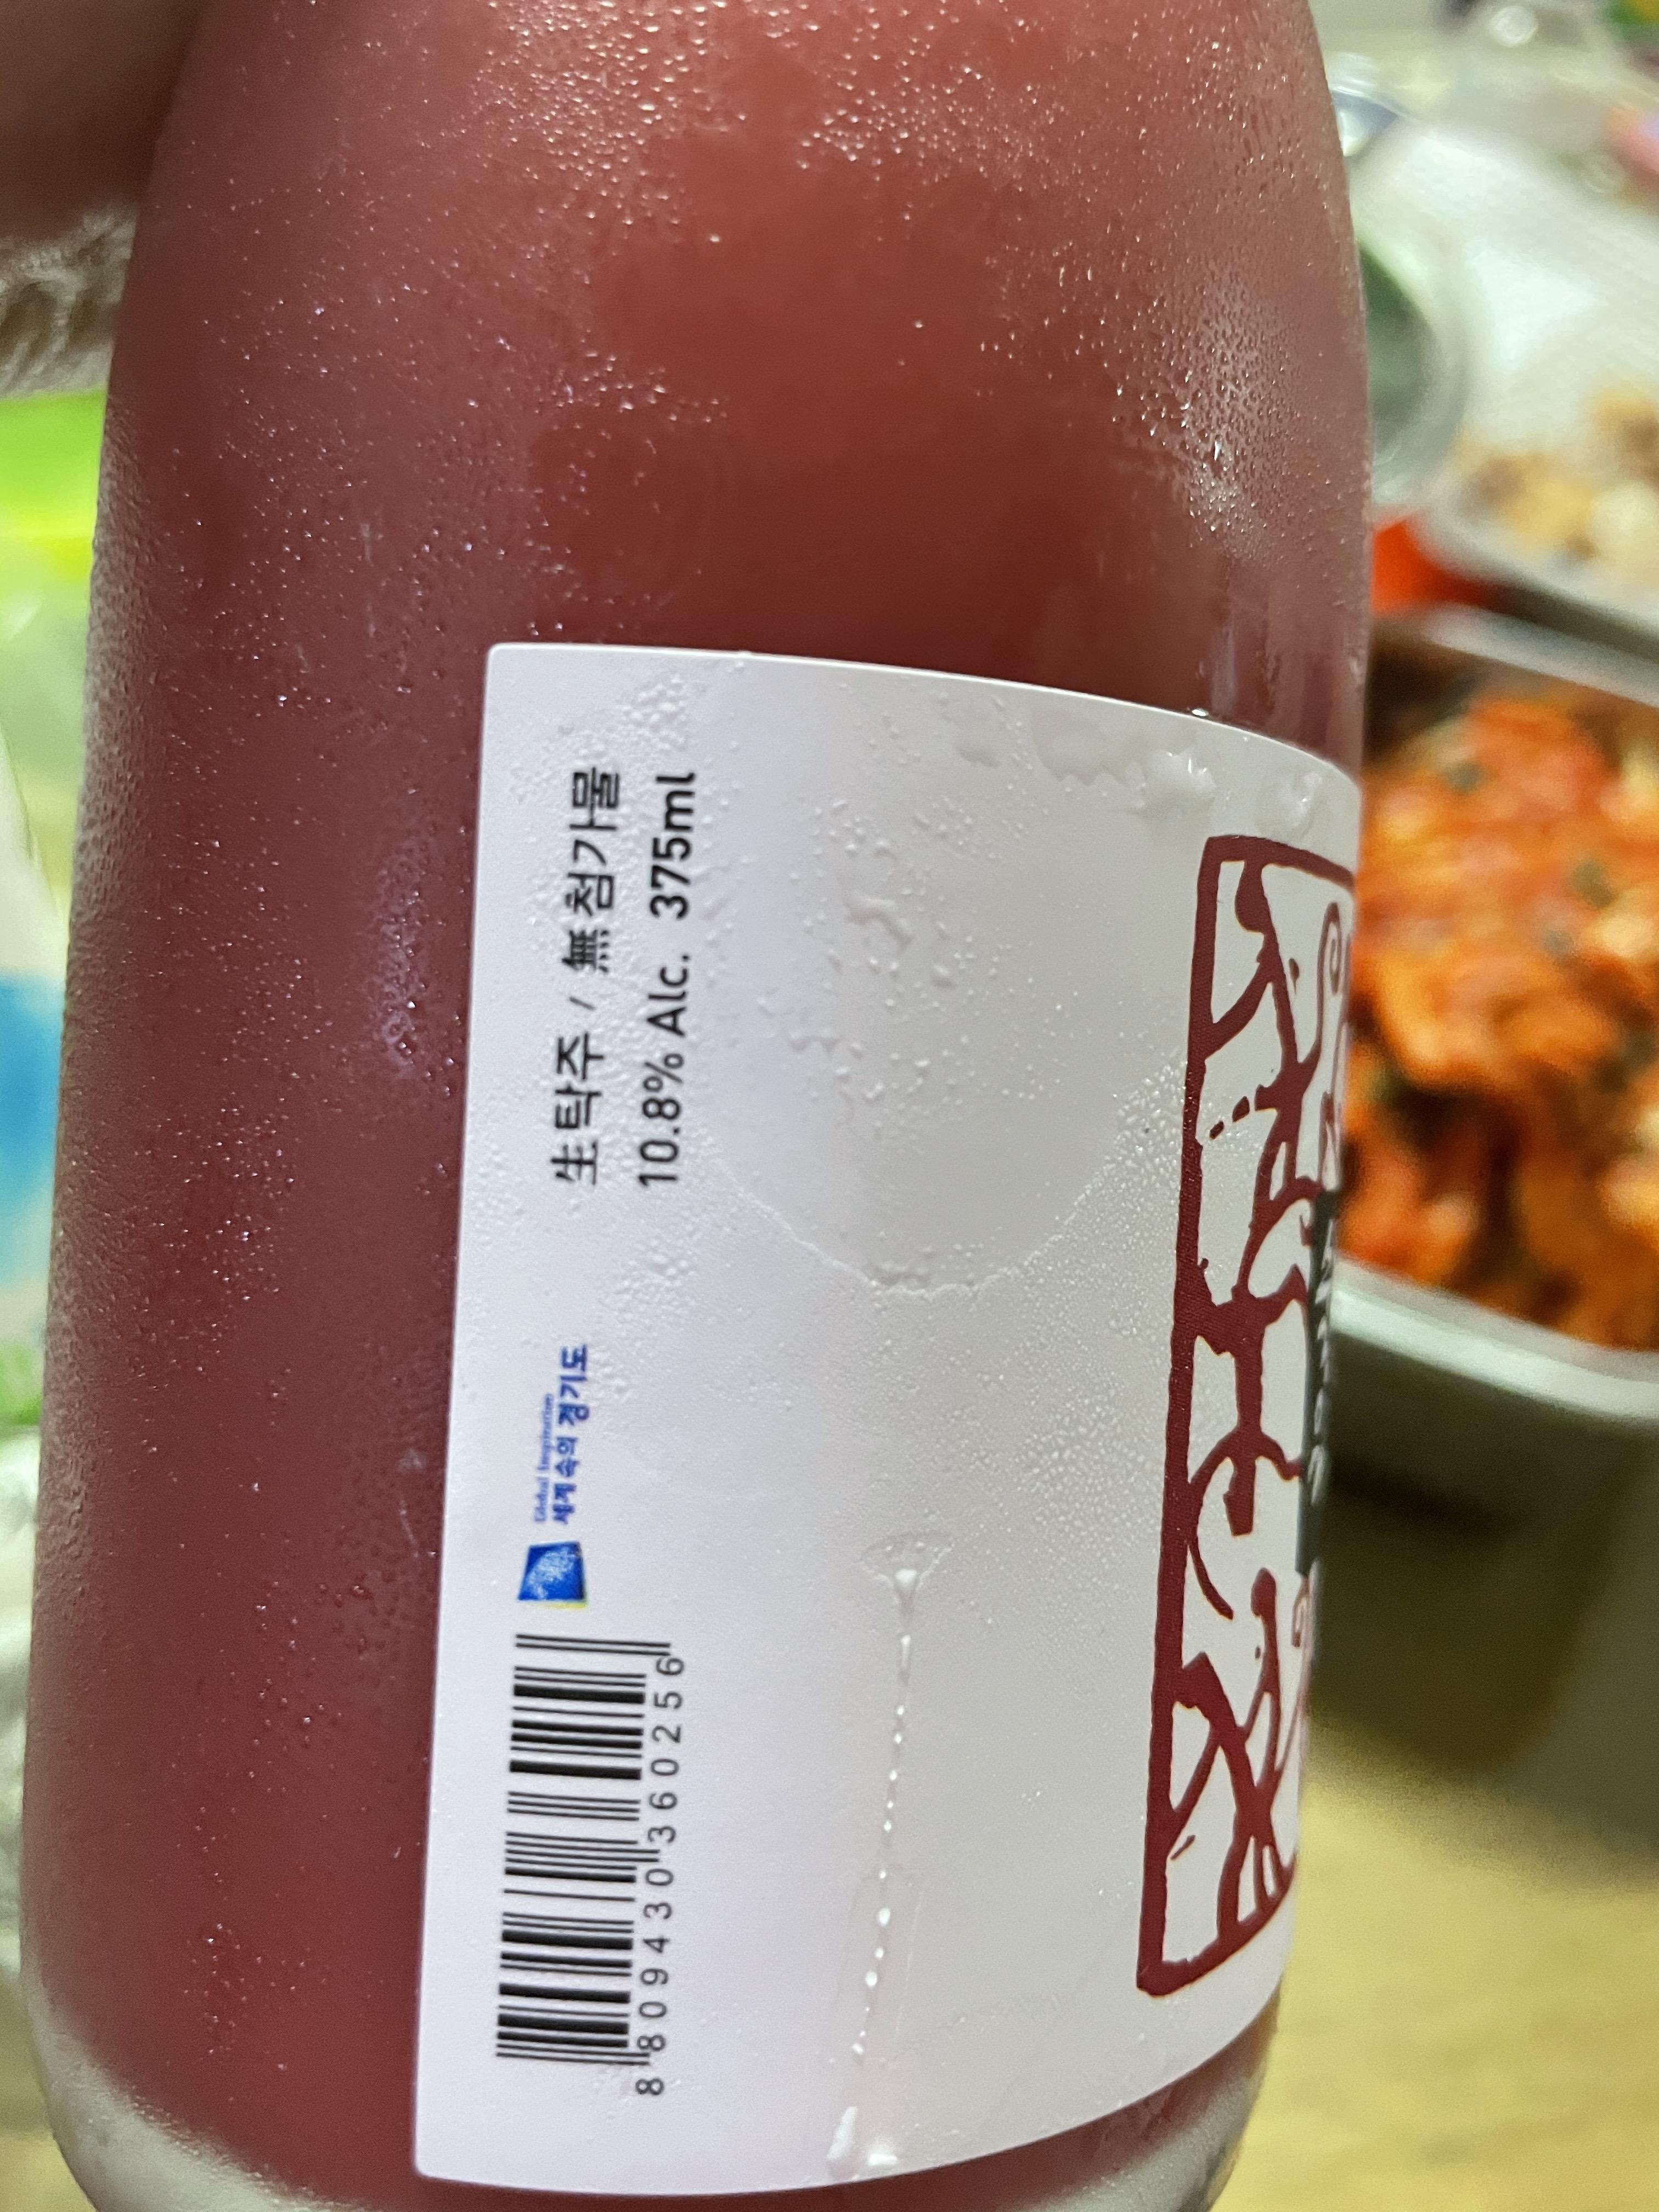 生탁주 / 無첨가물
10.8% Alc. 375ml
Global Inspiration
세계속의 경기도
8 809430 360256